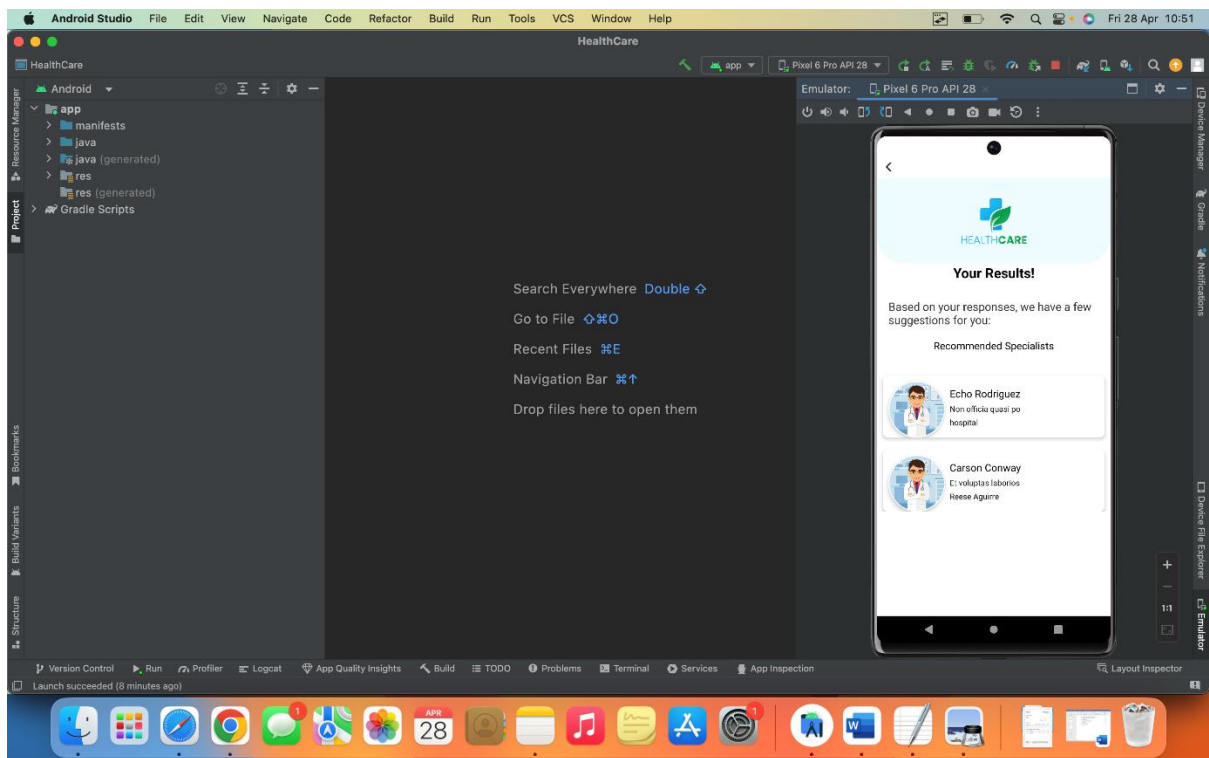 Android Studio File Edit View Navigate Code Refactor Build Run Tools VCS Window Help Fri 28 Apr 10:51
HealthCare
HealthCare
app
Pixel 6 Pro API 28
Android
app
manifests
java
java (generated)
res
res (generated)
Gradle Scripts
Resource Manager
Project
Bookmarks
Build Variants
Structure
Search Everywhere Double ⇧
Go to File ⇧⌘O
Recent Files ⌘E
Navigation Bar ⌘↑
Drop files here to open them
Emulator: Pixel 6 Pro API 28
HEALTHCARE
Your Results!
Based on your responses, we have a few
suggestions for you:
Recommended Specialists
Echo Rodriguez
Non officia quasi po
hospital
Carson Conway
Et voluptas laborios
Reese Aguirre
1:1
Device Manager
Gradle
Notifications
Device File Explorer
Emulator
Version Control Run Profiler Logcat App Quality Insights Build TODO Problems Terminal Services App Inspection Layout Inspector
Launch succeeded (8 minutes ago)
1
APR
28
1
W